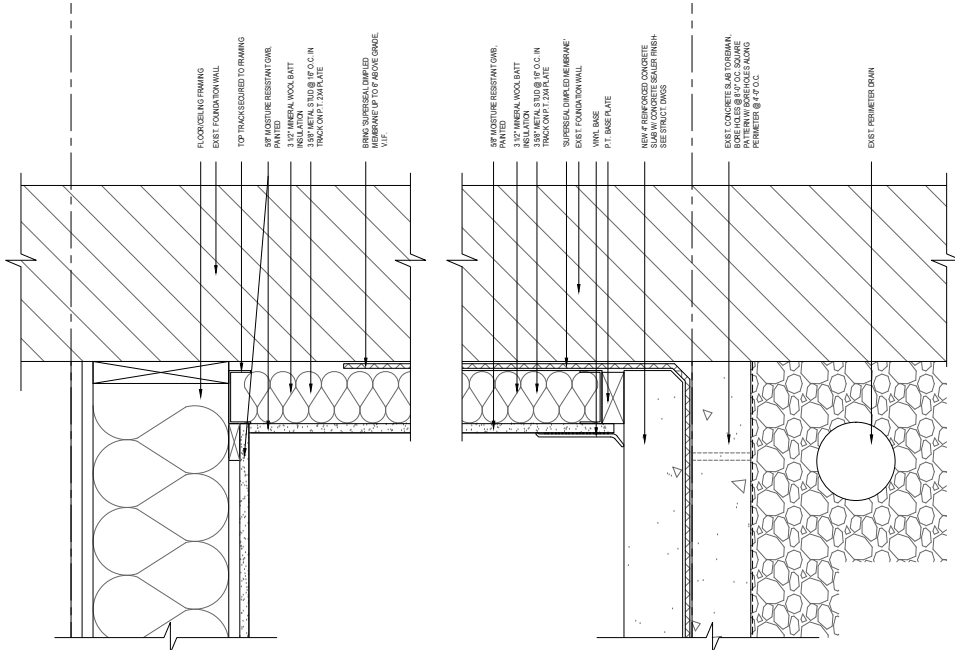 FLOOR/CEILING FRAMING
EXIST. FOUNDATION WALL
TOP TRACK SECURED TO FRAMING
5/8" MOISTURE RESISTANT GWB,
PAINTED
3 1/2" MINERAL WOOL BATT
INSULATION
3 5/8" METAL STUD @ 16" O.C. IN
TRACK ON P.T. 2X4 PLATE
BRING 'SUPERSEAL DIMPLED
MEMBRANE' UP TO 6" ABOVE GRADE,
V.I.F.
5/8" MOISTURE RESISTANT GWB,
PAINTED
3 1/2" MINERAL WOOL BATT
INSULATION
3 5/8" METAL STUD @ 16" O.C. IN
TRACK ON P.T. 2X4 PLATE
'SUPERSEAL DIMPLED MEMBRANE'
EXIST. FOUNDATION WALL
VINYL BASE
P.T. BASE PLATE
NEW 4" REINFORCED CONCRETE
SLAB W/ CONCRETE SEALER FINISH-
SEE STRUCT. DWGS
EXIST. CONCRETE SLAB TO REMAIN,
BORE HOLES @ 8'-0" O.C. SQUARE
PATTERN W/ BORE HOLES ALONG
PERIMETER @ 4'-0" O.C.
EXIST. PERIMETER DRAIN